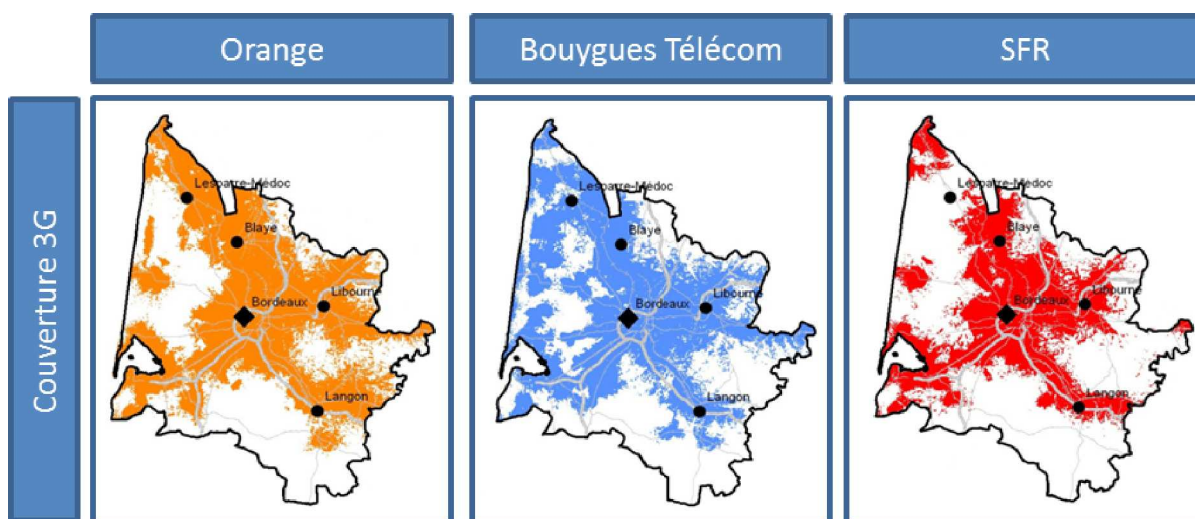 Orange
Bouygues Télécom
SFR
Couverture 3G
Lesparre-Médoc
Blaye
Bordeaux
Libourne
Langon
Lesparre-Médoc
Blaye
Bordeaux
Libourne
Langon
Lesparre-Médoc
Blaye
Bordeaux
Libourne
Langon